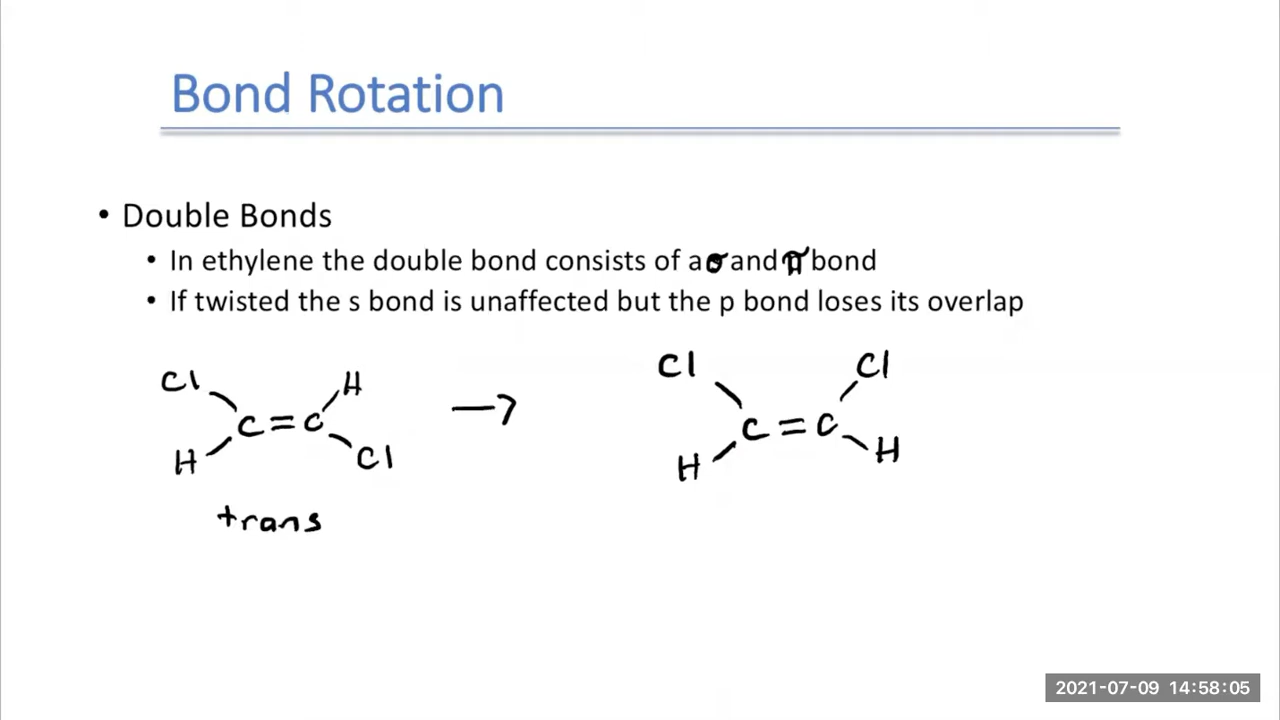 Bond Rotation
• Double Bonds
• In ethylene the double bond consists of a σ and π bond
• If twisted the s bond is unaffected but the p bond loses its overlap
Cl H Cl Cl
C = C → C = C
H Cl H H
trans
2021-07-09 14:58:05